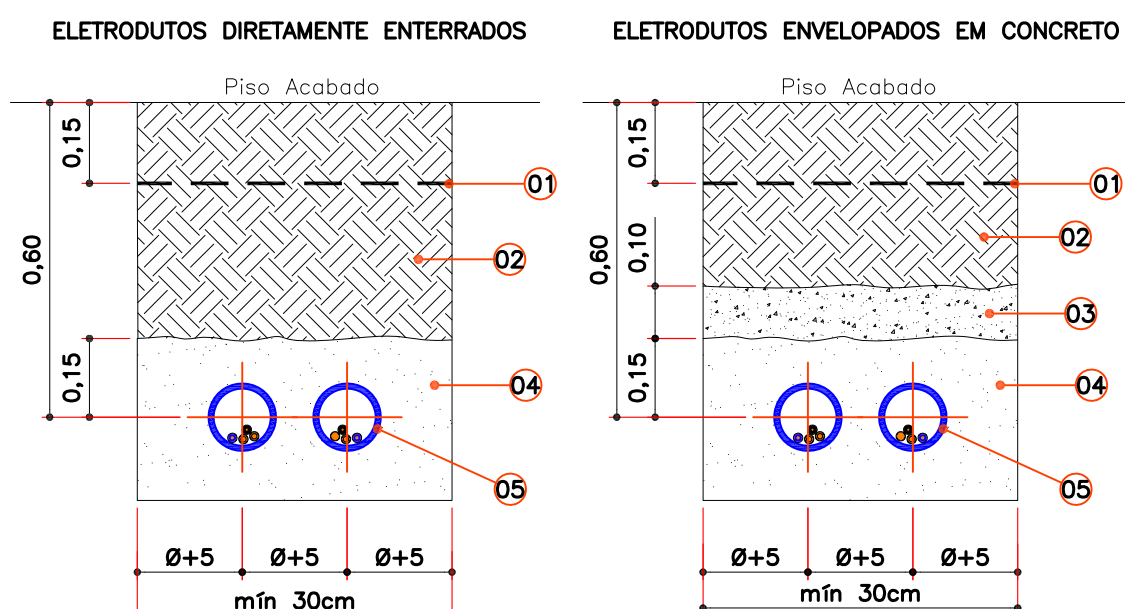 ELETRODUTOS DIRETAMENTE ENTERRADOS
Piso Acabado
0,15
0,60
0,15
01
02
04
05
Ø+5 Ø+5 Ø+5
mín 30cm
ELETRODUTOS ENVELOPADOS EM CONCRETO
Piso Acabado
0,15
0,60
0,10
0,15
01
02
03
04
05
Ø+5 Ø+5 Ø+5
mín 30cm